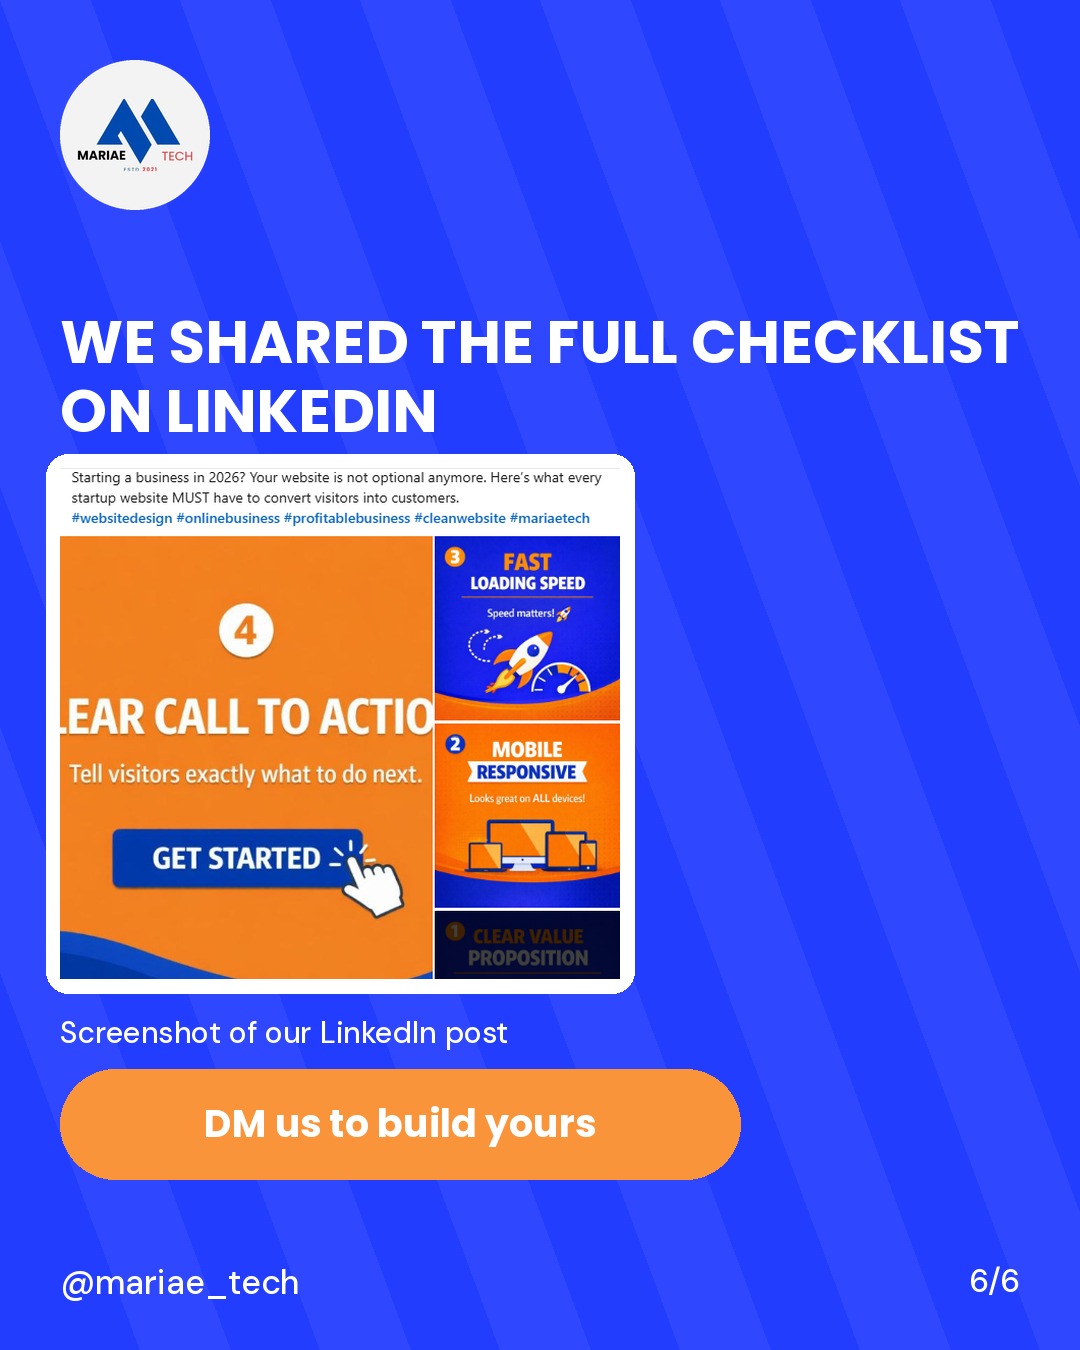 MARIAE TECH
ESTD 2021
WE SHARED THE FULL CHECKLIST
ON LINKEDIN
Starting a business in 2026? Your website is not optional anymore. Here's what every
startup website MUST have to convert visitors into customers.
#websitedesign #onlinebusiness #profitablebusiness #cleanwebsite #mariaetech
4
LEAR CALL TO ACTIO
Tell visitors exactly what to do next.
GET STARTED
3
FAST
LOADING SPEED
Speed matters!
2
MOBILE
RESPONSIVE
Looks great on ALL devices!
1
CLEAR VALUE
PROPOSITION
Screenshot of our LinkedIn post
DM us to build yours
@mariae_tech
6/6